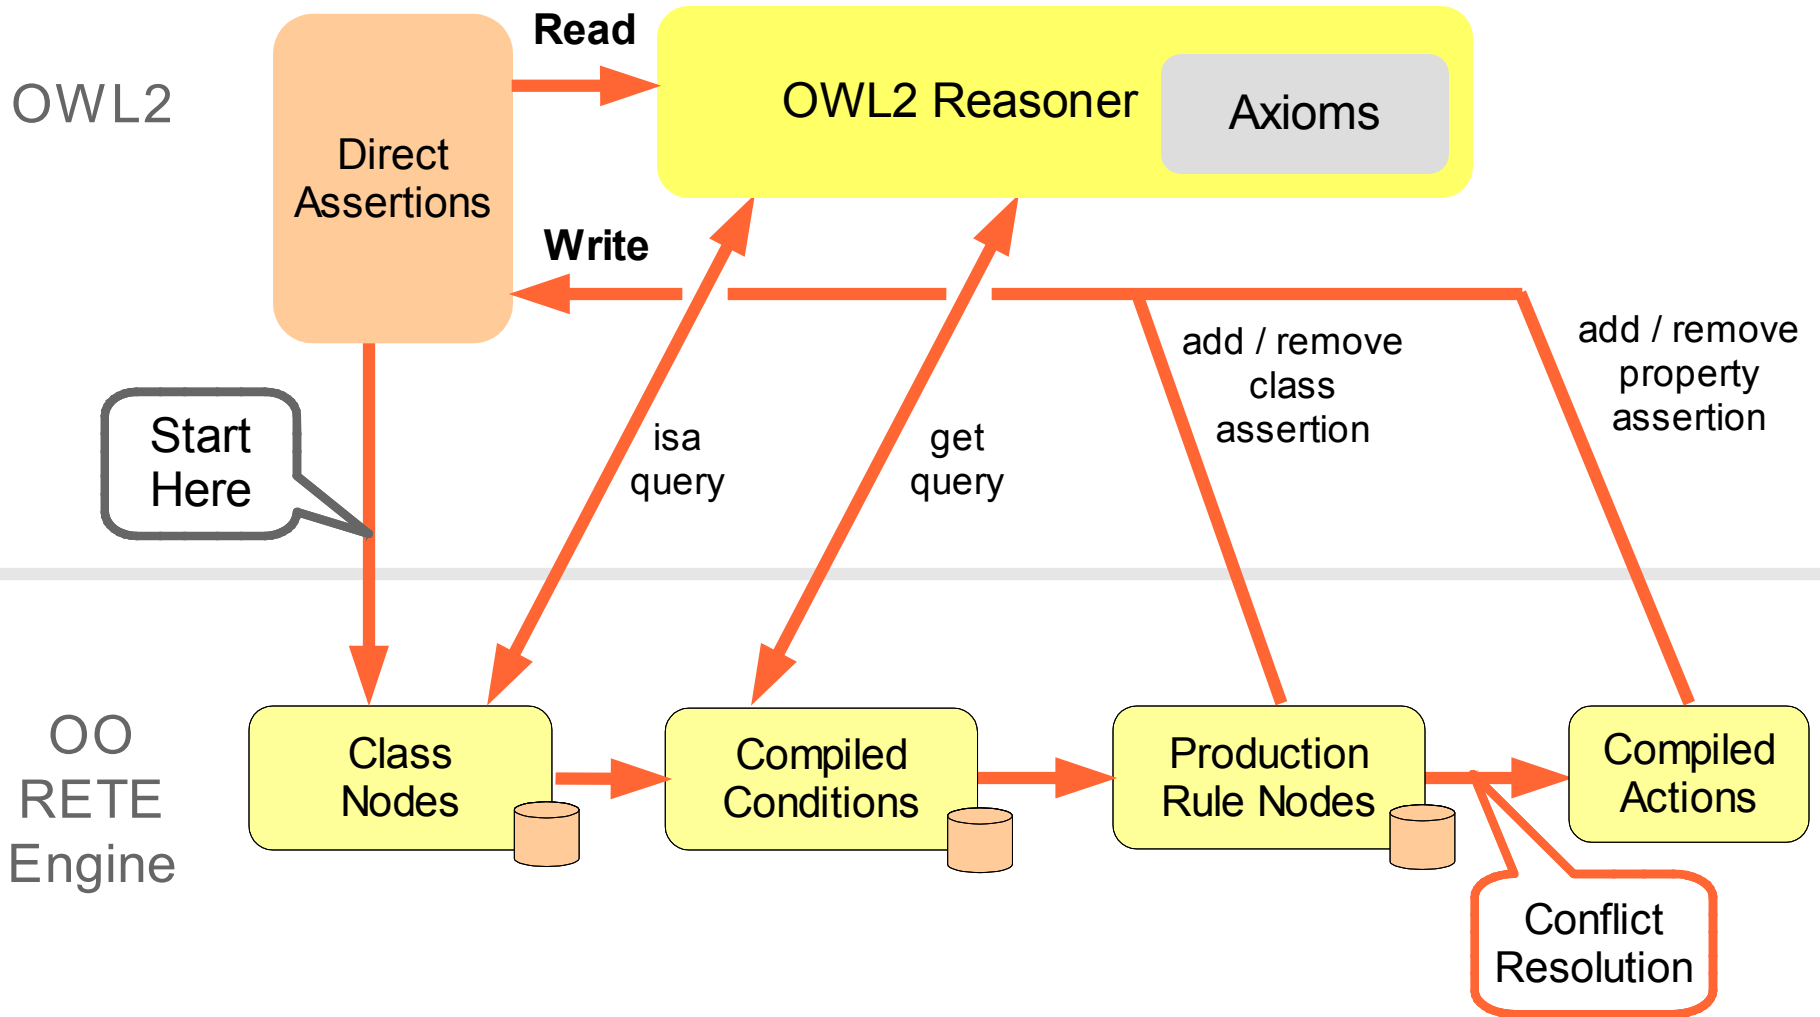 OWL2
Direct
Assertions
Read
OWL2 Reasoner
Axioms
Write
Start
Here
isa
query
get
query
add / remove
class
assertion
add / remove
property
assertion
OO
RETE
Engine
Class
Nodes
Compiled
Conditions
Production
Rule Nodes
Compiled
Actions
Conflict
Resolution